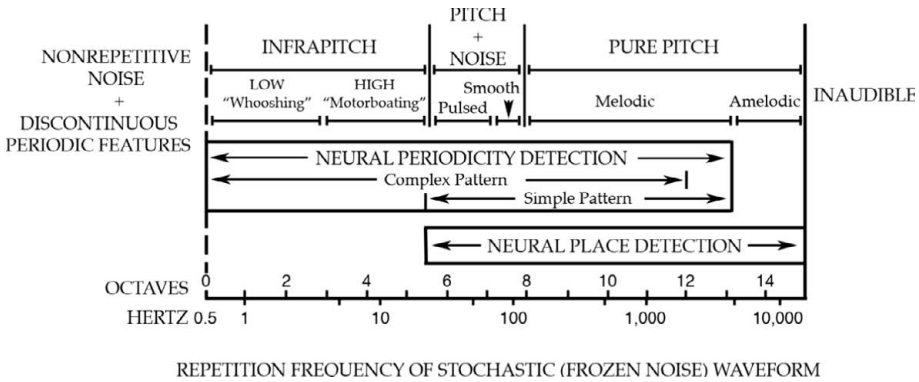 PITCH
+
NOISE
INFRAPITCH
PURE PITCH
NONREPETITIVE
NOISE
+
DISCONTINUOUS
PERIODIC FEATURES
LOW
"Whooshing"
HIGH
"Motorboating"
Pulsed
Smooth
Melodic
Amelodic
INAUDIBLE
NEURAL PERIODICITY DETECTION
Complex Pattern
Simple Pattern
NEURAL PLACE DETECTION
OCTAVES 0 2 4 6 8 10 12 14
HERTZ 0.5 1 10 100 1,000 10,000
REPETITION FREQUENCY OF STOCHASTIC (FROZEN NOISE) WAVEFORM